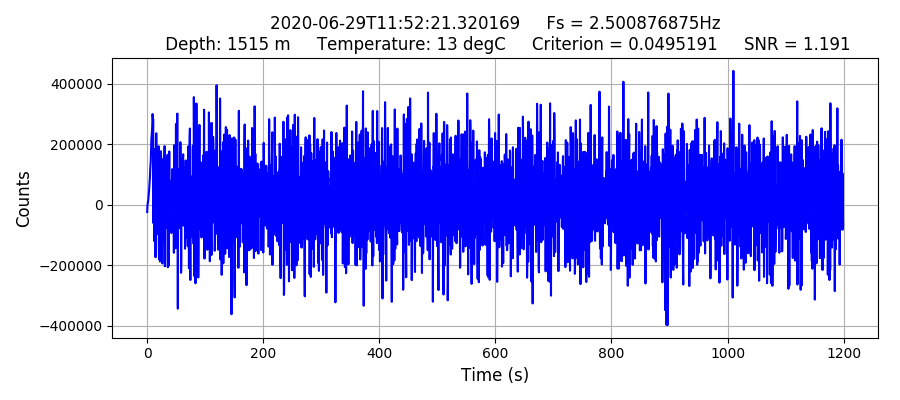 2020-06-29T11:52:21.320169 Fs = 2.500876875Hz
Depth: 1515 m Temperature: 13 degC Criterion = 0.0495191 SNR = 1.191
400000
200000
0
−200000
−400000
Counts
0 200 400 600 800 1000 1200
Time (s)